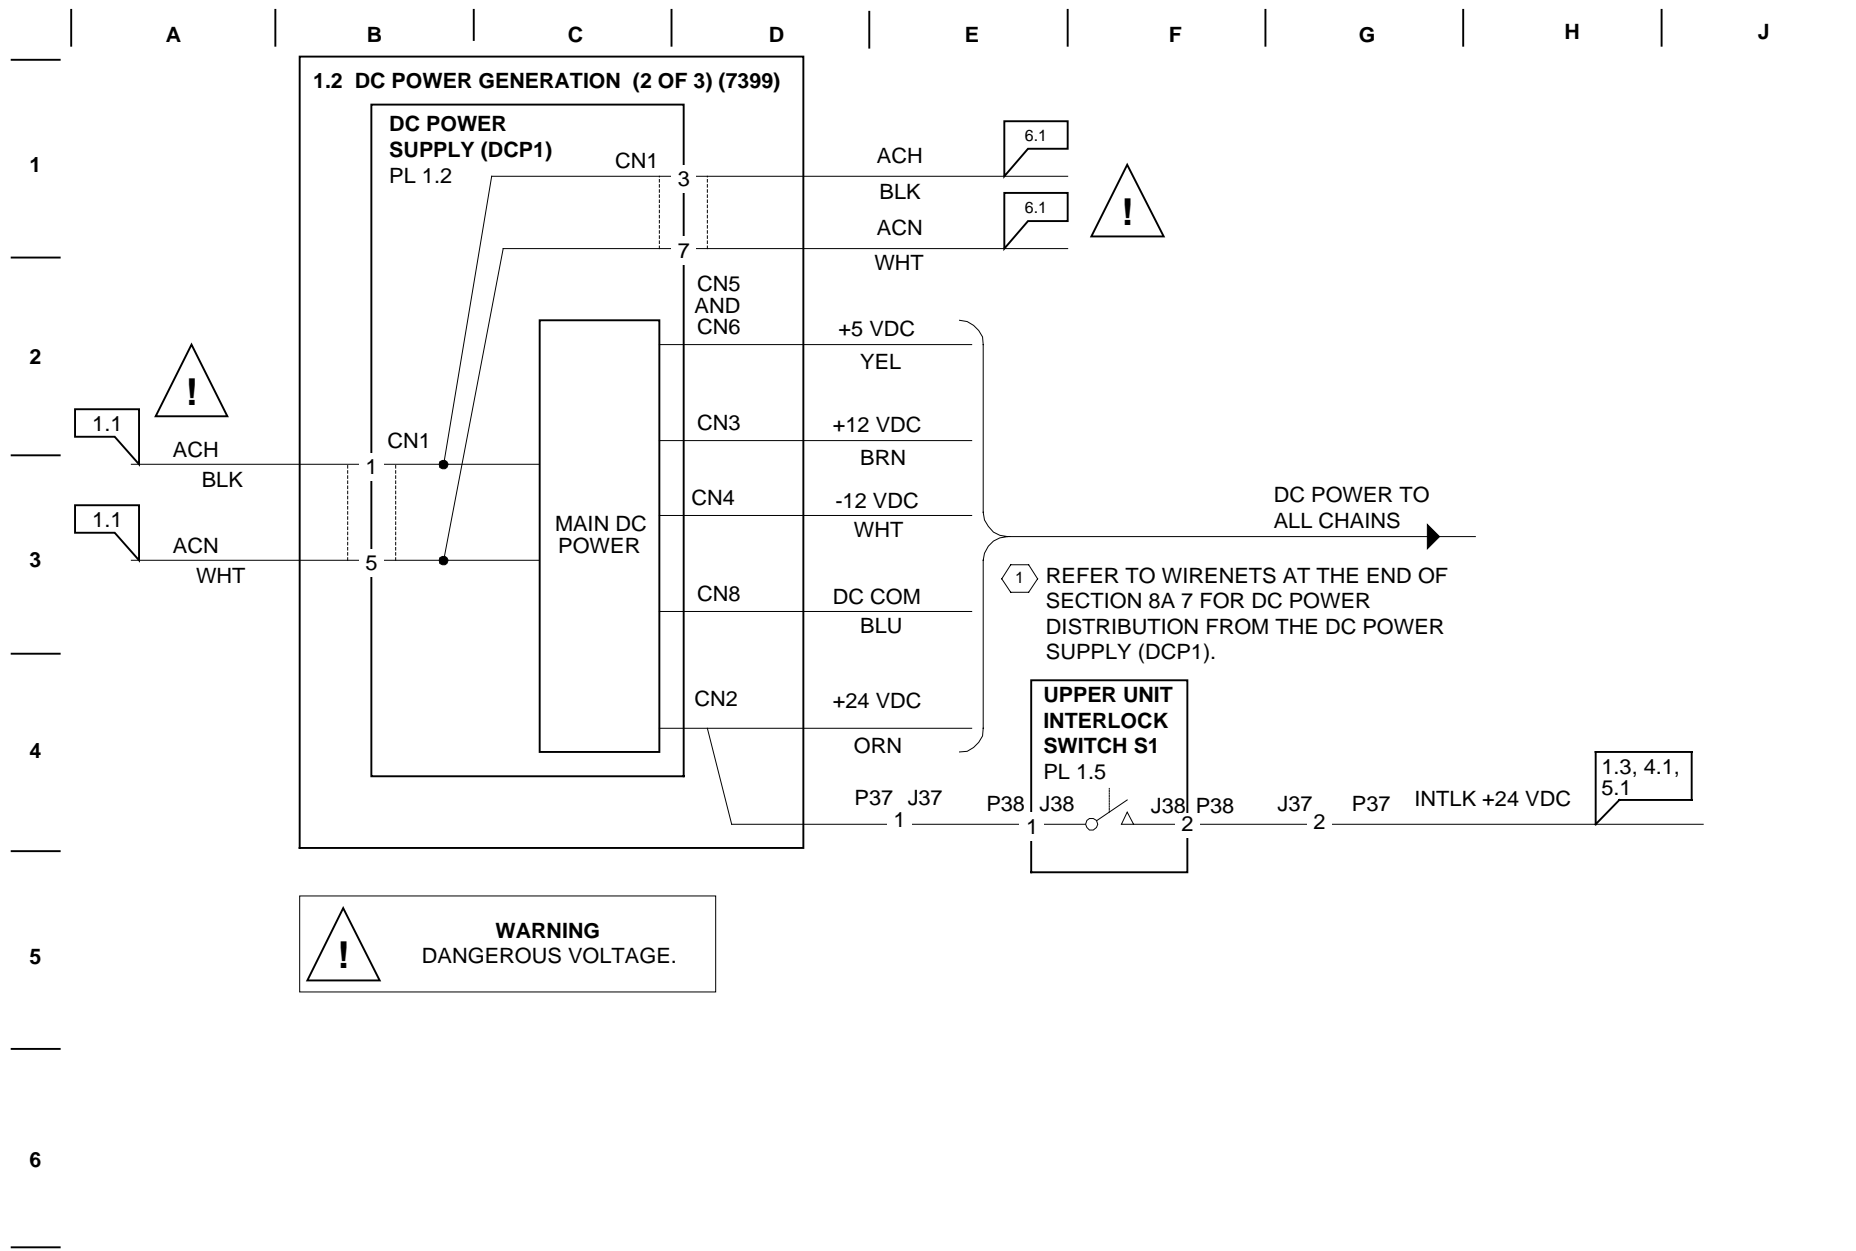 A B C D E F G H J
1.2 DC POWER GENERATION (2 OF 3) (7399)
DC POWER
SUPPLY (DCP1)
PL 1.2
1
CN1
3
ACH
BLK
6.1
7
ACN
WHT
6.1
!
CN5
AND
CN6
+5 VDC
YEL
2
!
1.1
ACH
BLK
CN1
1
CN3
+12 VDC
BRN
CN4
-12 VDC
WHT
3
1.1
ACN
WHT
5
MAIN DC
POWER
DC POWER TO
ALL CHAINS
1 REFER TO WIRENETS AT THE END OF
SECTION 8A 7 FOR DC POWER
DISTRIBUTION FROM THE DC POWER
SUPPLY (DCP1).
CN8
DC COM
BLU
4
CN2
+24 VDC
ORN
UPPER UNIT
INTERLOCK
SWITCH S1
PL 1.5
P37 J37
1
P38 J38
1
J38 P38
2
J37 P37
2
INTLK +24 VDC
1.3, 4.1,
5.1
5
!
WARNING
DANGEROUS VOLTAGE.
6